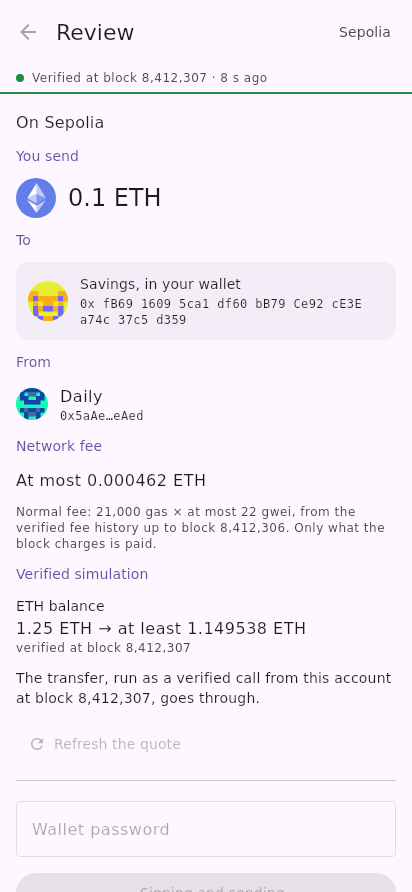 Review
Sepolia
Verified at block 8,412,307 · 8 s ago
On Sepolia
You send
0.1 ETH
To
Savings, in your wallet
0x fB69 1609 5ca1 df60 bB79 Ce92 cE3E
a74c 37c5 d359
From
Daily
0x5aAe…eAed
Network fee
At most 0.000462 ETH
Normal fee: 21,000 gas × at most 22 gwei, from the
verified fee history up to block 8,412,306. Only what the
block charges is paid.
Verified simulation
ETH balance
1.25 ETH → at least 1.149538 ETH
verified at block 8,412,307
The transfer, run as a verified call from this account
at block 8,412,307, goes through.
Refresh the quote
Wallet password
Signing and sending